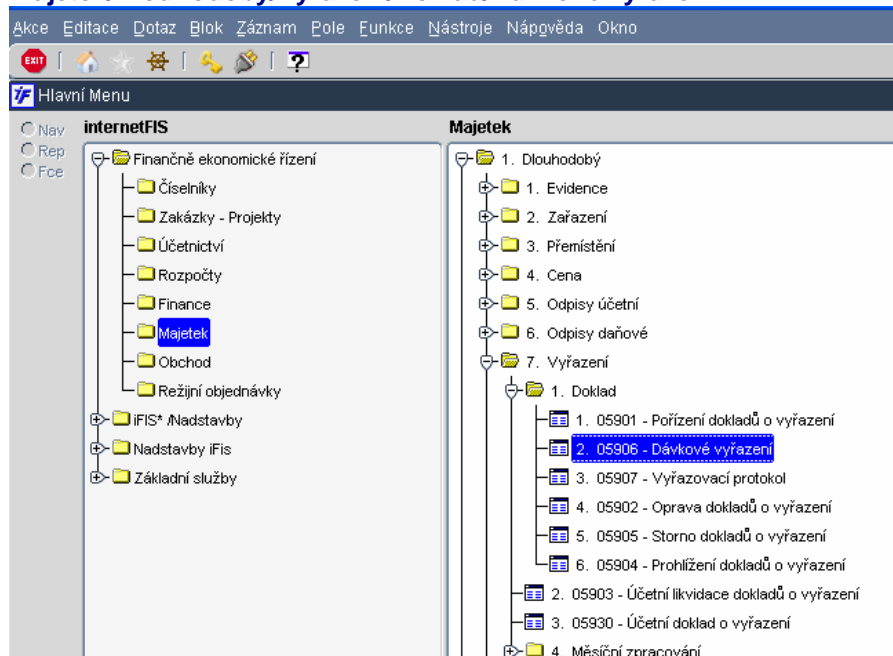 Akce Editace Dotaz Blok Záznam Pole Funkce Nástroje Nápověda Okno
EXIT
Hlavní Menu
Nav
Rep
Fce
internetFIS
Finančně ekonomické řízení
Číselníky
Zakázky - Projekty
Účetnictví
Rozpočty
Finance
Majetek
Obchod
Režijní objednávky
iFIS* /Nadstavby
Nadstavby iFis
Základní služby
Majetek
1. Dlouhodobý
1. Evidence
2. Zařazení
3. Přemístění
4. Cena
5. Odpisy účetní
6. Odpisy daňové
7. Vyřazení
1. Doklad
1. 05901 - Pořízení dokladů o vyřazení
2. 05906 - Dávkové vyřazení
3. 05907 - Vyřazovací protokol
4. 05902 - Oprava dokladů o vyřazení
5. 05905 - Storno dokladů o vyřazení
6. 05904 - Prohlížení dokladů o vyřazení
2. 05903 - Účetní likvidace dokladů o vyřazení
3. 05930 - Účetní doklad o vyřazení
4. Měsíční zpracování